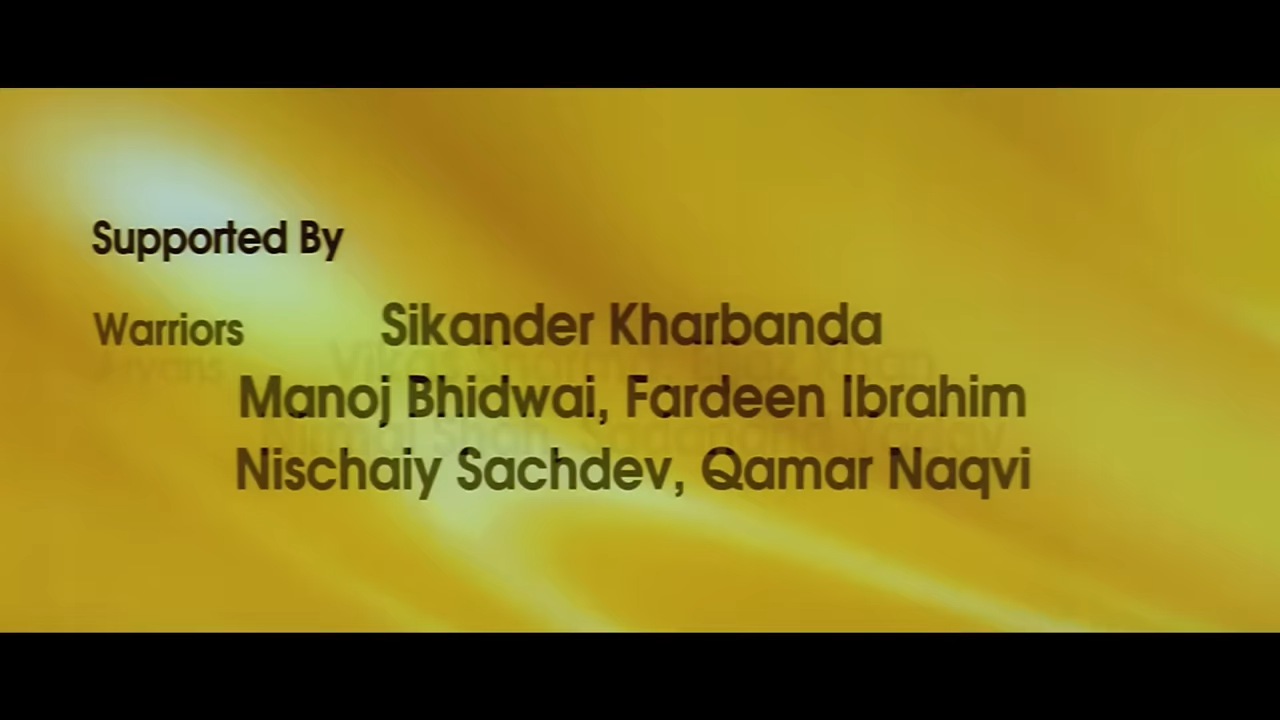 Supported By
Warriors Sikander Kharbanda
Manoj Bhidwai, Fardeen Ibrahim
Nischaiy Sachdev, Qamar Naqvi